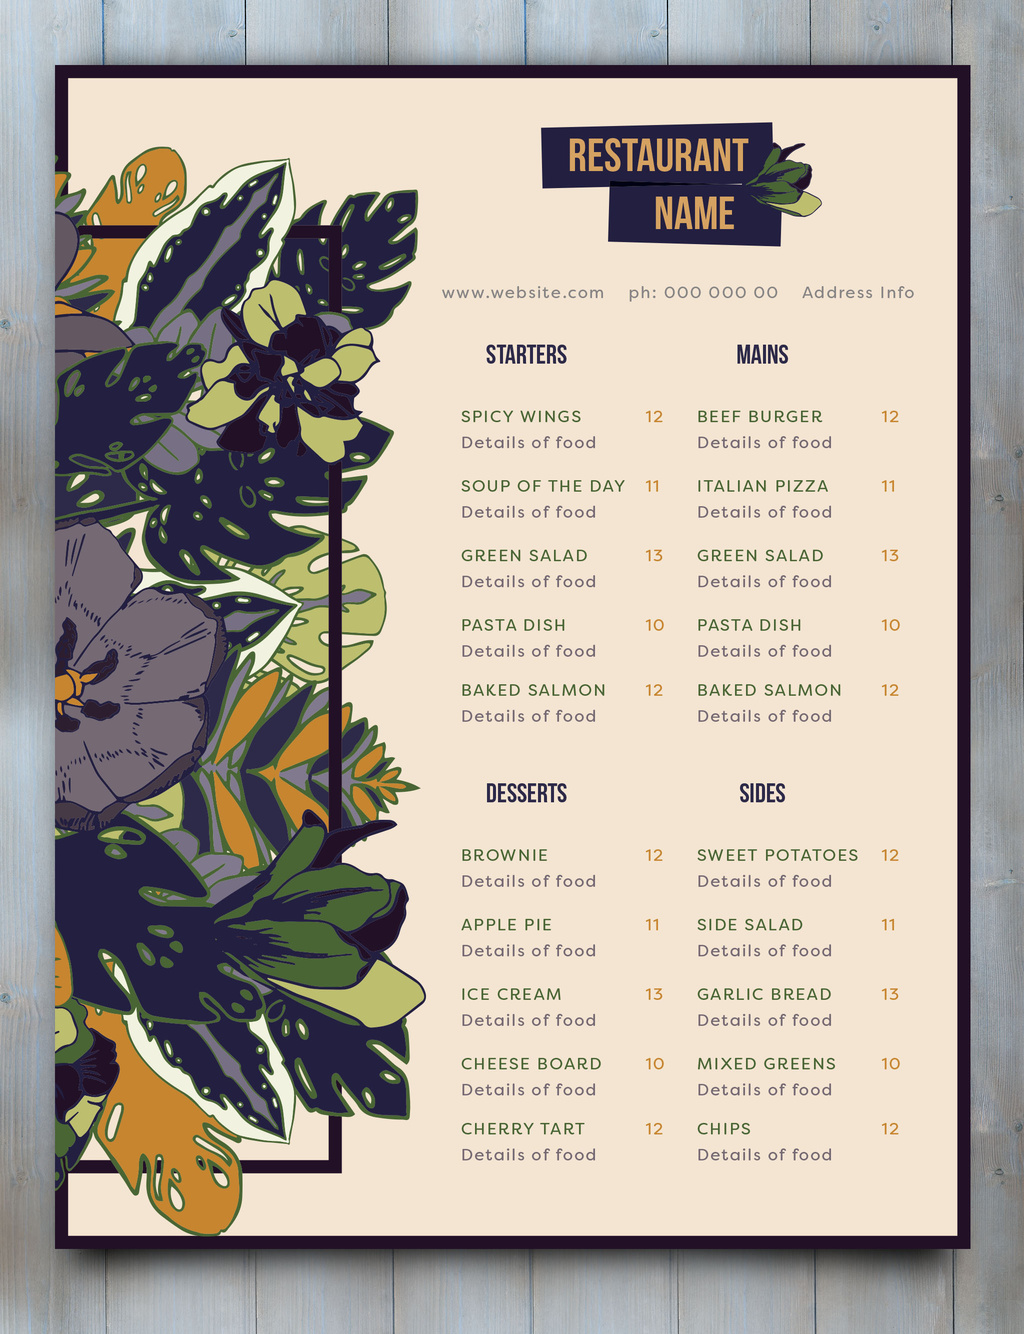 RESTAURANT
NAME
www.website.com ph: 000 000 00 Address Info
STARTERS
SPICY WINGS 12
Details of food
SOUP OF THE DAY 11
Details of food
GREEN SALAD 13
Details of food
PASTA DISH 10
Details of food
BAKED SALMON 12
Details of food
MAINS
BEEF BURGER 12
Details of food
ITALIAN PIZZA 11
Details of food
GREEN SALAD 13
Details of food
PASTA DISH 10
Details of food
BAKED SALMON 12
Details of food
DESSERTS
BROWNIE 12
Details of food
APPLE PIE 11
Details of food
ICE CREAM 13
Details of food
CHEESE BOARD 10
Details of food
CHERRY TART 12
Details of food
SIDES
SWEET POTATOES 12
Details of food
SIDE SALAD 11
Details of food
GARLIC BREAD 13
Details of food
MIXED GREENS 10
Details of food
CHIPS 12
Details of food